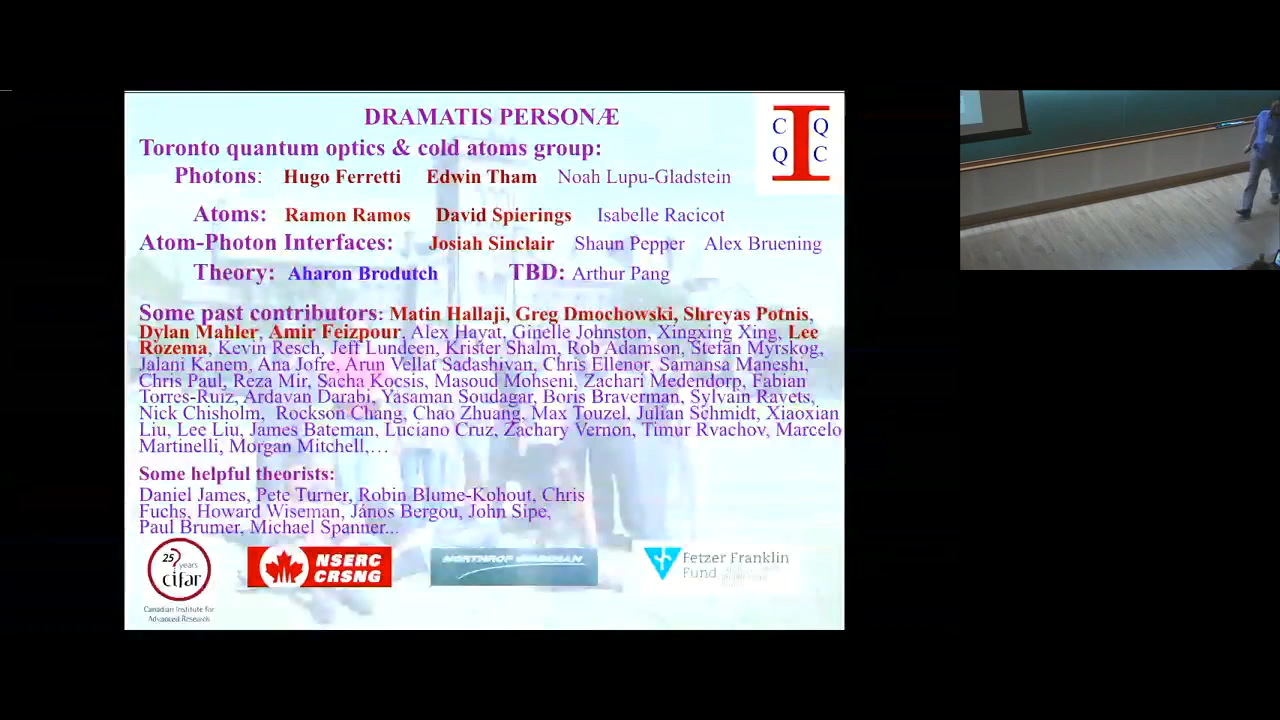 DRAMATIS PERSONÆ
C Q
Q C
I
Toronto quantum optics & cold atoms group:
Photons: Hugo Ferretti Edwin Tham Noah Lupu-Gladstein
Atoms: Ramon Ramos David Spierings Isabelle Racicot
Atom-Photon Interfaces: Josiah Sinclair Shaun Pepper Alex Bruening
Theory: Aharon Brodutch TBD: Arthur Pang
Some past contributors: Matin Hallaji, Greg Dmochowski, Shreyas Potnis,
Dylan Mahler, Amir Feizpour, Alex Hayat, Ginelle Johnston, Xingxing Xing, Lee
Rozema, Kevin Resch, Jeff Lundeen, Krister Shalm, Rob Adamson, Stefan Myrskog,
Jalani Kanem, Ana Jofre, Arun Vellat Sadashivan, Chris Ellenor, Samansa Maneshi,
Chris Paul, Reza Mir, Sacha Kocsis, Masoud Mohseni, Zachari Medendorp, Fabian
Torres-Ruiz, Ardavan Darabi, Yasaman Soudagar, Boris Braverman, Sylvain Ravets,
Nick Chisholm, Rockson Chang, Chao Zhuang, Max Touzel, Julian Schmidt, Xiaoxian
Liu, Lee Liu, James Bateman, Luciano Cruz, Zachary Vernon, Timur Rvachov, Marcelo
Martinelli, Morgan Mitchell,…
Some helpful theorists:
Daniel James, Pete Turner, Robin Blume-Kohout, Chris
Fuchs, Howard Wiseman, János Bergou, John Sipe,
Paul Brumer, Michael Spanner...
25 years
cifar
Canadian Institute for
Advanced Research
NSERC
CRSNG
NORTHROP GRUMMAN
Fetzer Franklin
Fund